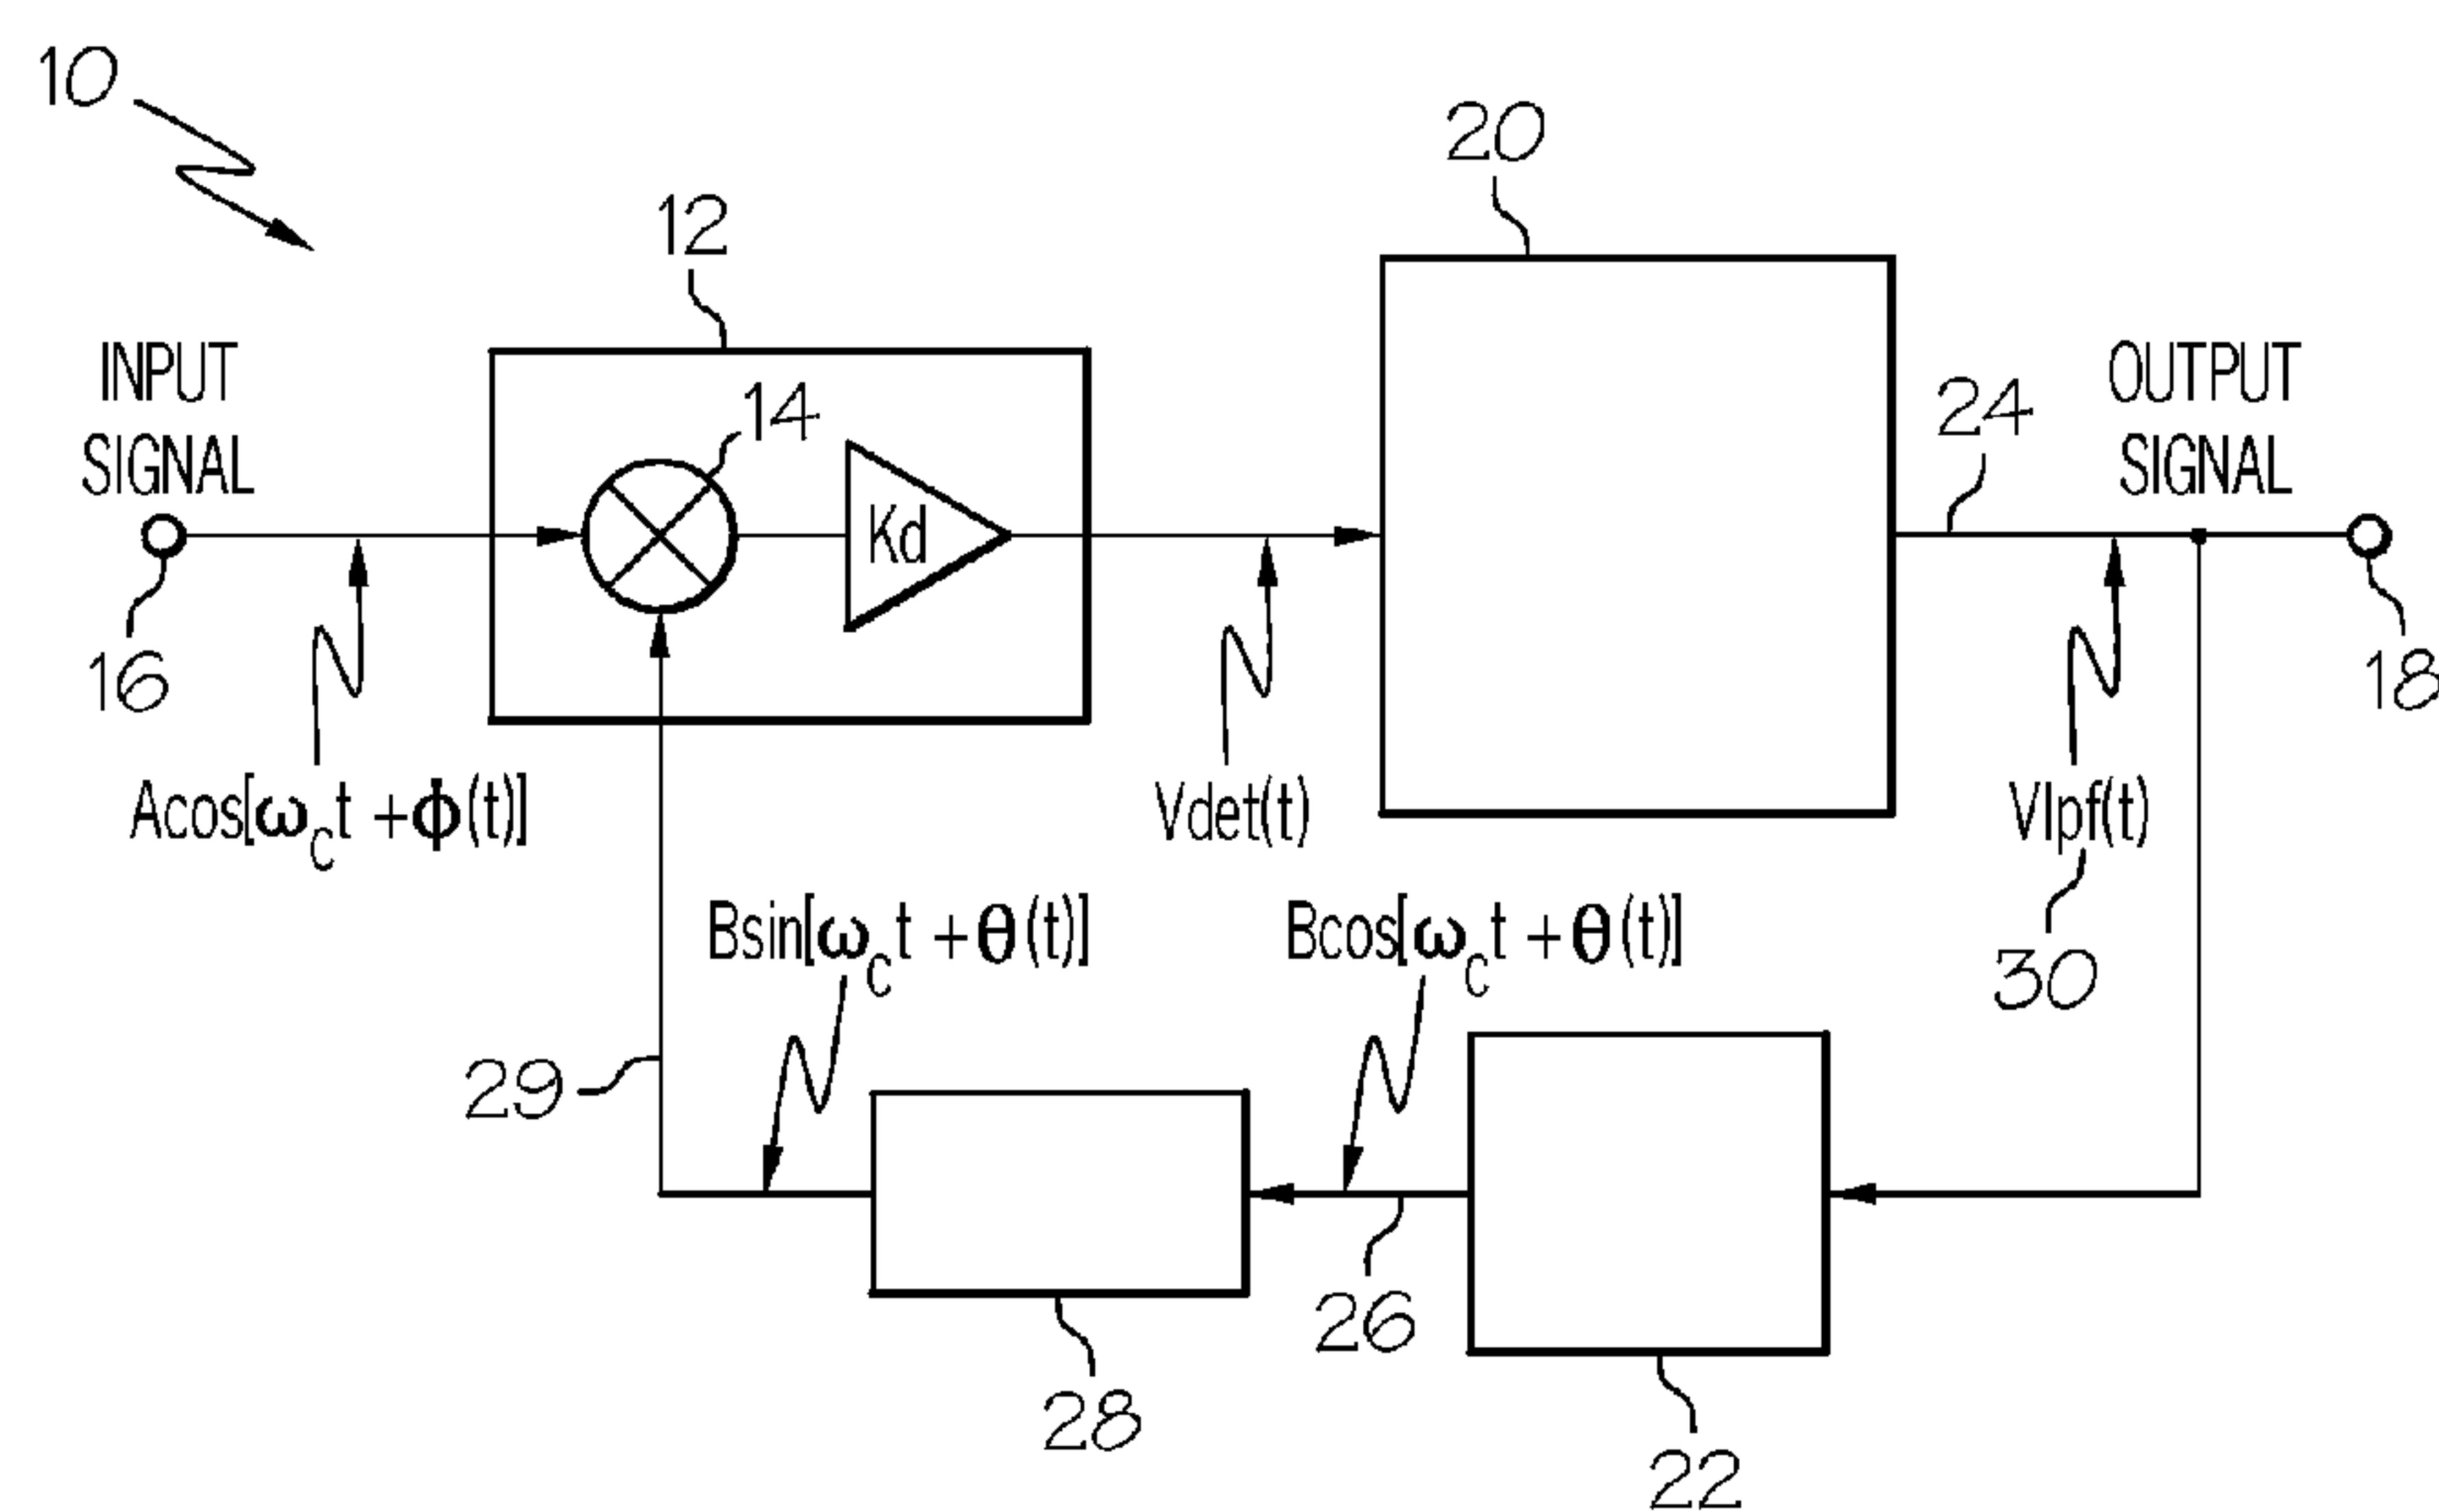 10
20
12
INPUT
SIGNAL
14
Kd
24
OUTPUT
SIGNAL
16
18
Acos[ωct +ϕ(t)]
Vdet(t)
Vlpf(t)
Bsin[ωct +θ(t)]
Bcos[ωct +θ(t)]
30
29
26
28
22